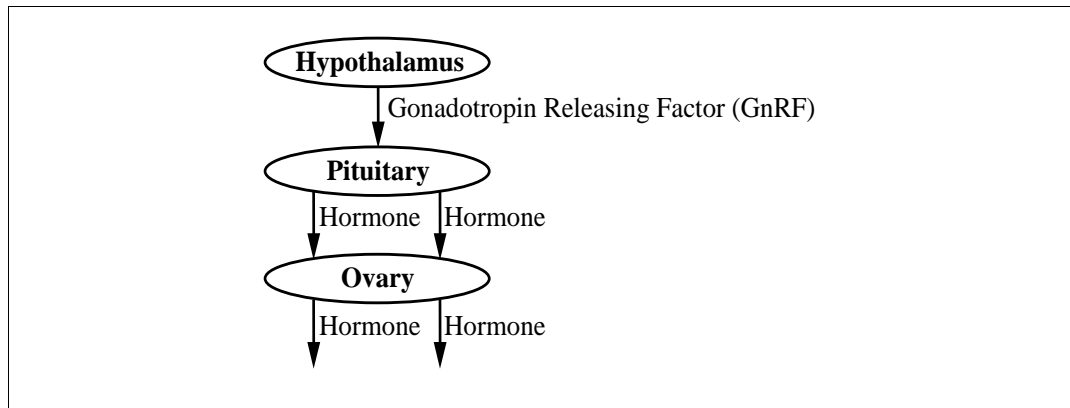 Hypothalamus
Gonadotropin Releasing Factor (GnRF)
Pituitary
Hormone Hormone
Ovary
Hormone Hormone